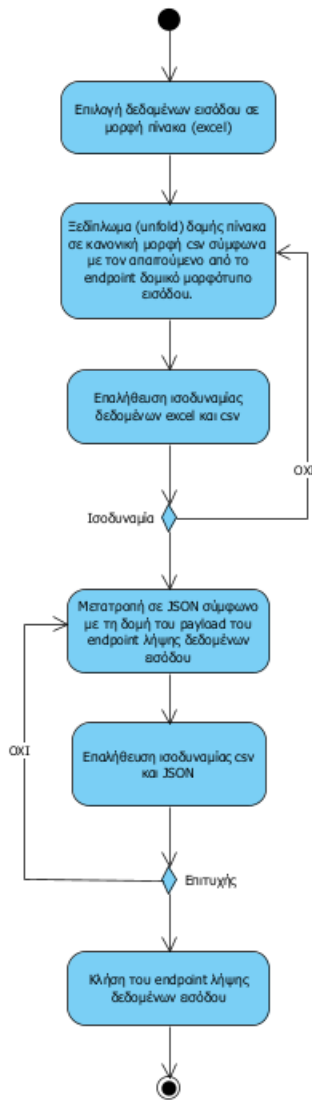 Επιλογή δεδομένων εισόδου σε
μορφή πίνακα (excel)
Ξεδίπλωμα (unfold) δομής πίνακα
σε κανονική μορφή csv σύμφωνα
με τον απαιτούμενο από το
endpoint δομικό μορφότυπο
εισόδου.
Επαλήθευση ισοδυναμίας
δεδομένων excel και csv
ΟΧΙ
Ισοδυναμία
Μετατροπή σε JSON σύμφωνο
με τη δομή του payload του
endpoint λήψης δεδομένων
εισόδου
ΟΧΙ
Επαλήθευση ισοδυναμίας csv
και JSON
Επιτυχής
Κλήση του endpoint λήψης
δεδομένων εισόδου